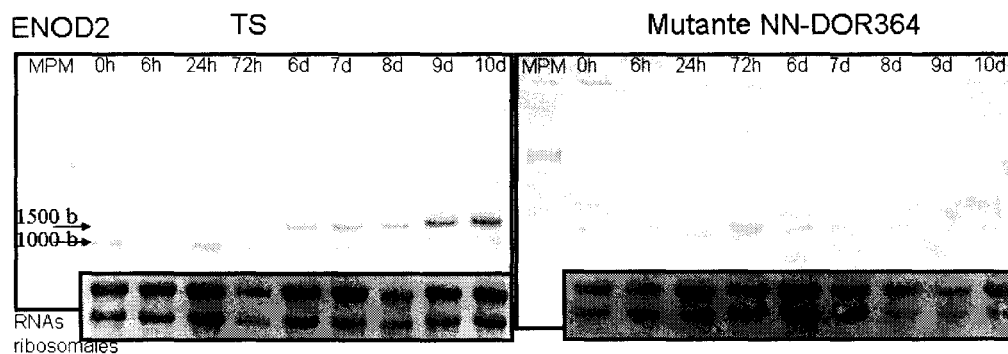 ENOD2 TS Mutante NN-DOR364
MPM 0h 6h 24h 72h 6d 7d 8d 9d 10d MPM 0h 6h 24h 72h 6d 7d 8d 9d 10d
1500 b
1000 b
RNAs
ribosomales